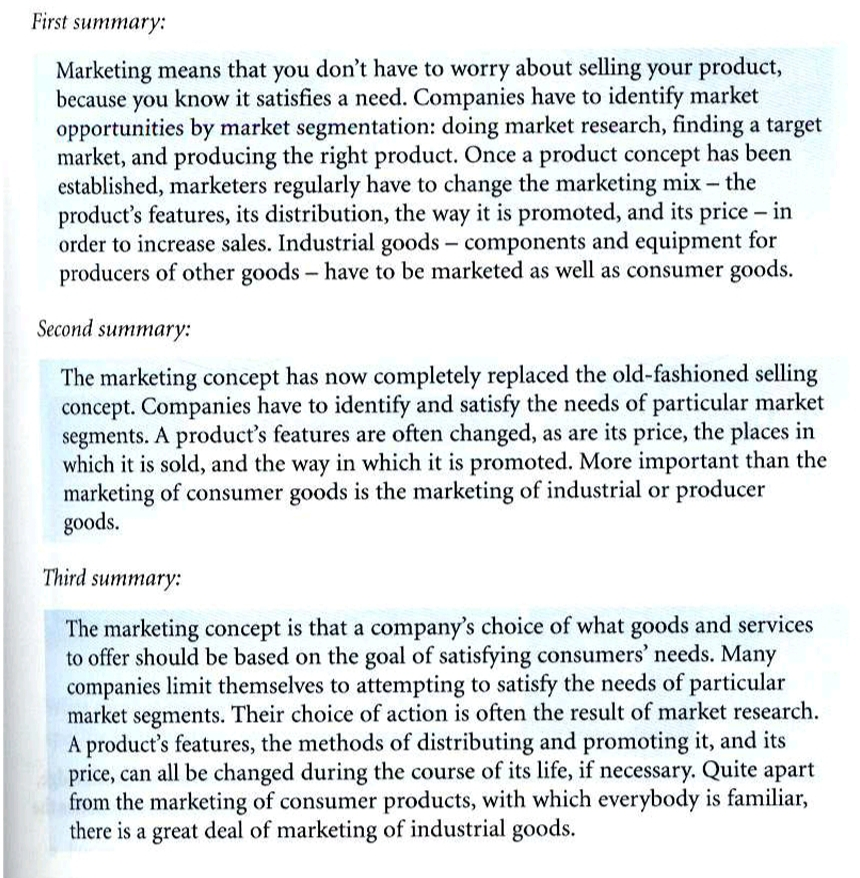 First summary:
Marketing means that you don't have to worry about selling your product,
because you know it satisfies a need. Companies have to identify market
opportunities by market segmentation: doing market research, finding a target
market, and producing the right product. Once a product concept has been
established, marketers regularly have to change the marketing mix – the
product's features, its distribution, the way it is promoted, and its price – in
order to increase sales. Industrial goods – components and equipment for
producers of other goods – have to be marketed as well as consumer goods.
Second summary:
The marketing concept has now completely replaced the old-fashioned selling
concept. Companies have to identify and satisfy the needs of particular market
segments. A product's features are often changed, as are its price, the places in
which it is sold, and the way in which it is promoted. More important than the
marketing of consumer goods is the marketing of industrial or producer
goods.
Third summary:
The marketing concept is that a company's choice of what goods and services
to offer should be based on the goal of satisfying consumers' needs. Many
companies limit themselves to attempting to satisfy the needs of particular
market segments. Their choice of action is often the result of market research.
A product's features, the methods of distributing and promoting it, and its
price, can all be changed during the course of its life, if necessary. Quite apart
from the marketing of consumer products, with which everybody is familiar,
there is a great deal of marketing of industrial goods.